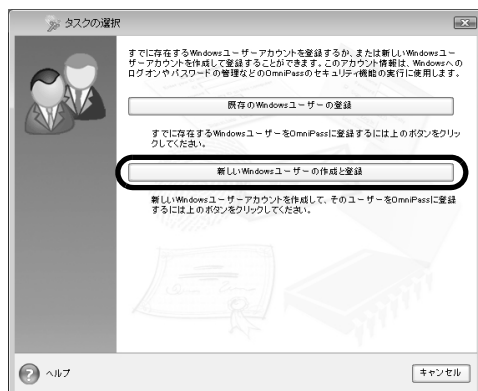 タスクの選択
すでに存在するWindowsユーザーアカウントを登録するか、または新しいWindowsユー
ザーアカウントを作成して登録することができます。このアカウント情報は、Windowsへの
ログオンやパスワードの管理などのOmniPassのセキュリティ機能の実行に使用します。
既存のWindowsユーザーの登録
すでに存在するWindowsユーザーをOmniPassに登録するには上のボタンをクリッ
クしてください。
新しいWindowsユーザーの作成と登録
新しいWindowsユーザーアカウントを作成して、そのユーザーをOmniPassに登録
するには上のボタンをクリックしてください。
ヘルプ
キャンセル